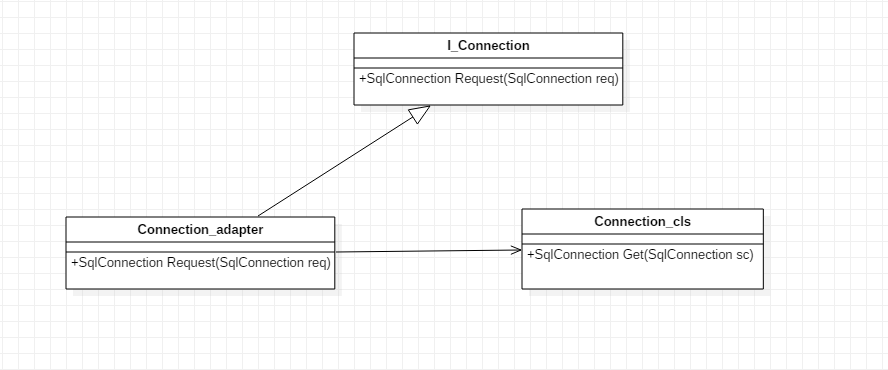 I_Connection
+SqlConnection Request(SqlConnection req)
Connection_adapter
+SqlConnection Request(SqlConnection req)
Connection_cls
+SqlConnection Get(SqlConnection sc)